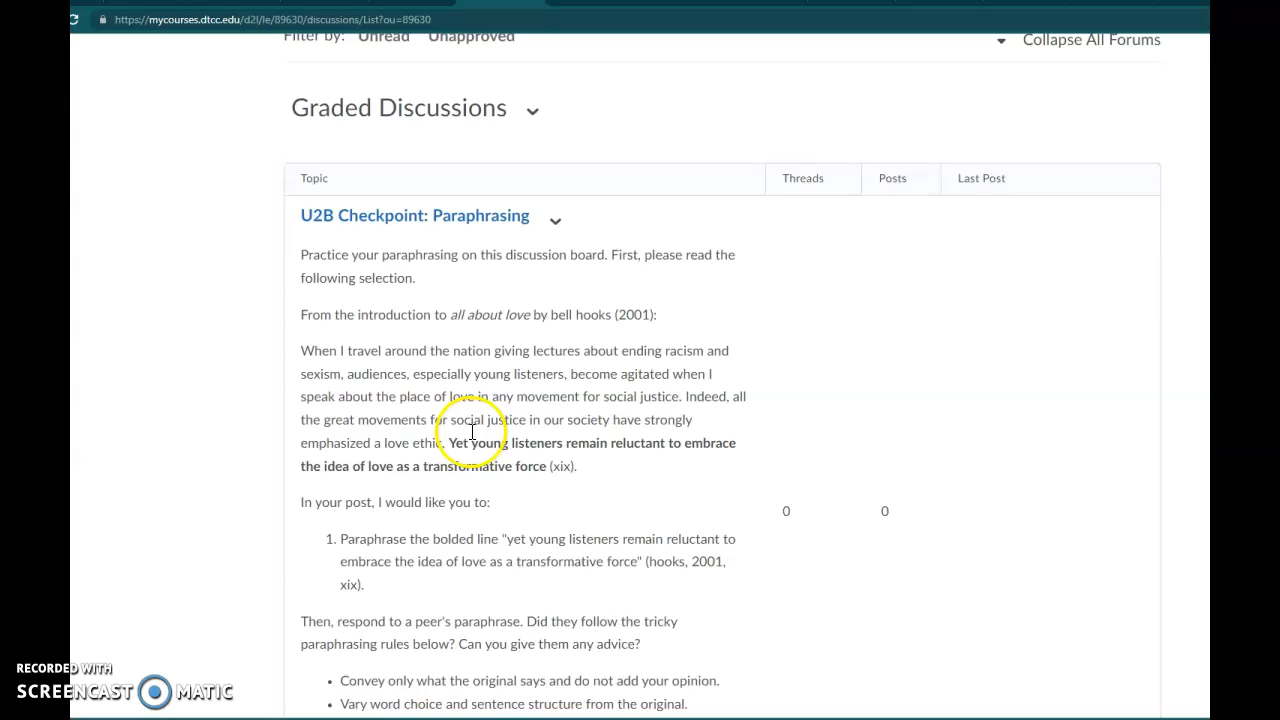 https://mycourses.dtcc.edu/d2l/le/89630/discussions/List?ou=89630
Filter by: Unread Unapproved
Collapse All Forums
Graded Discussions
Topic Threads Posts Last Post
U2B Checkpoint: Paraphrasing
Practice your paraphrasing on this discussion board. First, please read the
following selection.
From the introduction to all about love by bell hooks (2001):
When I travel around the nation giving lectures about ending racism and
sexism, audiences, especially young listeners, become agitated when I
speak about the place of love in any movement for social justice. Indeed, all
the great movements for social justice in our society have strongly
emphasized a love ethic. Yet young listeners remain reluctant to embrace
the idea of love as a transformative force (xix).
In your post, I would like you to:
0 0
1. Paraphrase the bolded line "yet young listeners remain reluctant to
embrace the idea of love as a transformative force" (hooks, 2001,
xix).
Then, respond to a peer's paraphrase. Did they follow the tricky
paraphrasing rules below? Can you give them any advice?
• Convey only what the original says and do not add your opinion.
• Vary word choice and sentence structure from the original.
RECORDED WITH
SCREENCAST MATIC